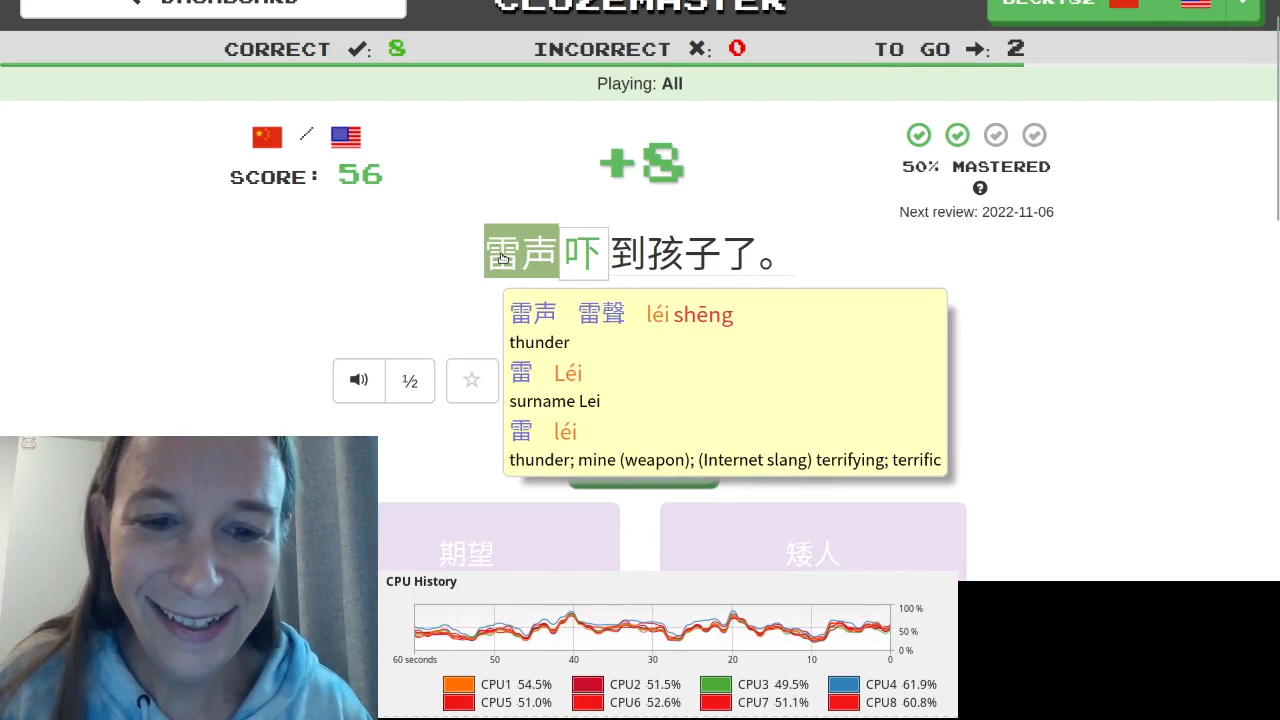 DASHBOARD
CLOZEMASTER
BECKY52
CORRECT ✔: 8
INCORRECT ✖: 0
TO GO ➔: 2
Playing: All
SCORE: 56
+8
50% MASTERED
Next review: 2022-11-06
雷声吓到孩子了。
雷声 雷聲 léi shēng
thunder
雷 Léi
surname Lei
雷 léi
thunder; mine (weapon); (Internet slang) terrifying; terrific
½
期望
矮人
CPU History
100 %
50 %
0 %
60 seconds 50 40 30 20 10 0
CPU1 54.5% CPU2 51.5% CPU3 49.5% CPU4 61.9%
CPU5 51.0% CPU6 52.6% CPU7 51.1% CPU8 60.8%